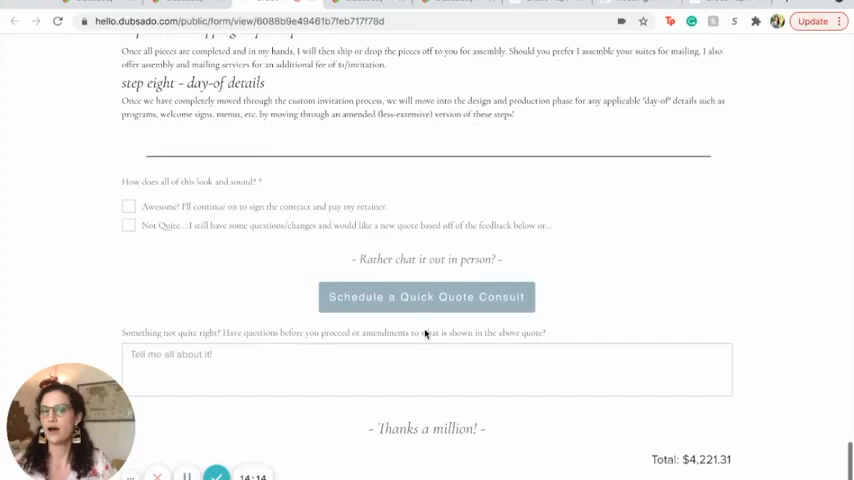 hello.dubsado.com/public/form/view/6088b9e49461b7feb717f78d
Update
Once all pieces are completed and in my hands, I will then ship or drop the pieces off to you for assembly. Should you prefer I assemble your suites for mailing, I also
offer assembly and mailing services for an additional fee of $1/invitation.
step eight - day-of details
Once we have completely moved through the custom invitation process, we will move into the design and production phase for any applicable "day-of" details such as
programs, welcome signs, menus, etc. by moving through an amended (less-extensive) version of these steps!
How does all of this look and sound? *
Awesome! I'll continue on to sign the contract and pay my retainer.
Not Quite....I still have some questions/changes and would like a new quote based off of the feedback below or...
- Rather chat it out in person? -
Schedule a Quick Quote Consult
Something not quite right? Have questions before you proceed or amendments to what is shown in the above quote?
Tell me all about it!
- Thanks a million! -
Total: $4,221.31
14:14